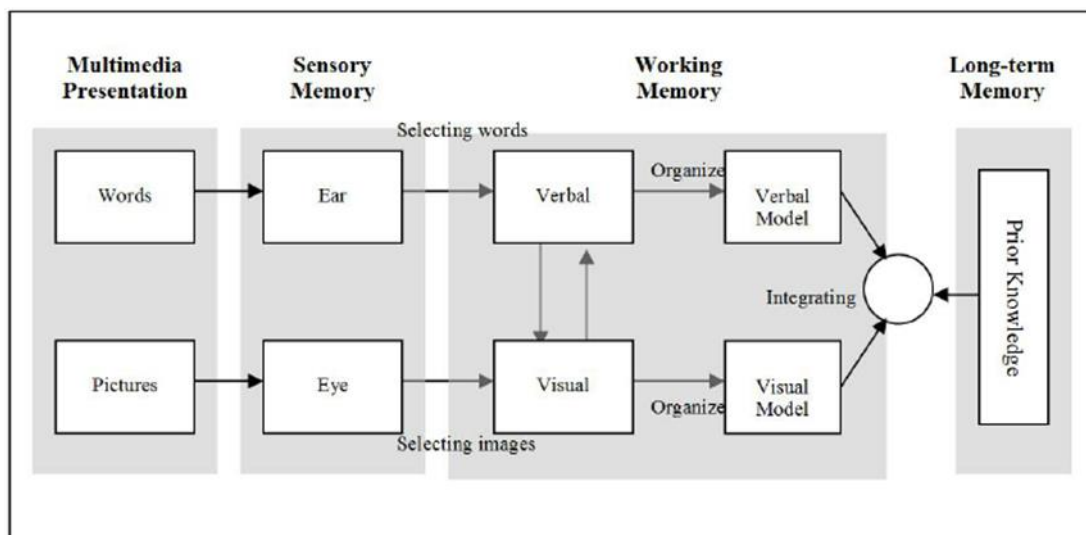 Multimedia
Presentation
Sensory
Memory
Working
Memory
Long-term
Memory
Selecting words
Words
Ear
Verbal
Organize
Verbal
Model
Integrating
Prior Knowledge
Pictures
Eye
Visual
Organize
Visual
Model
Selecting images